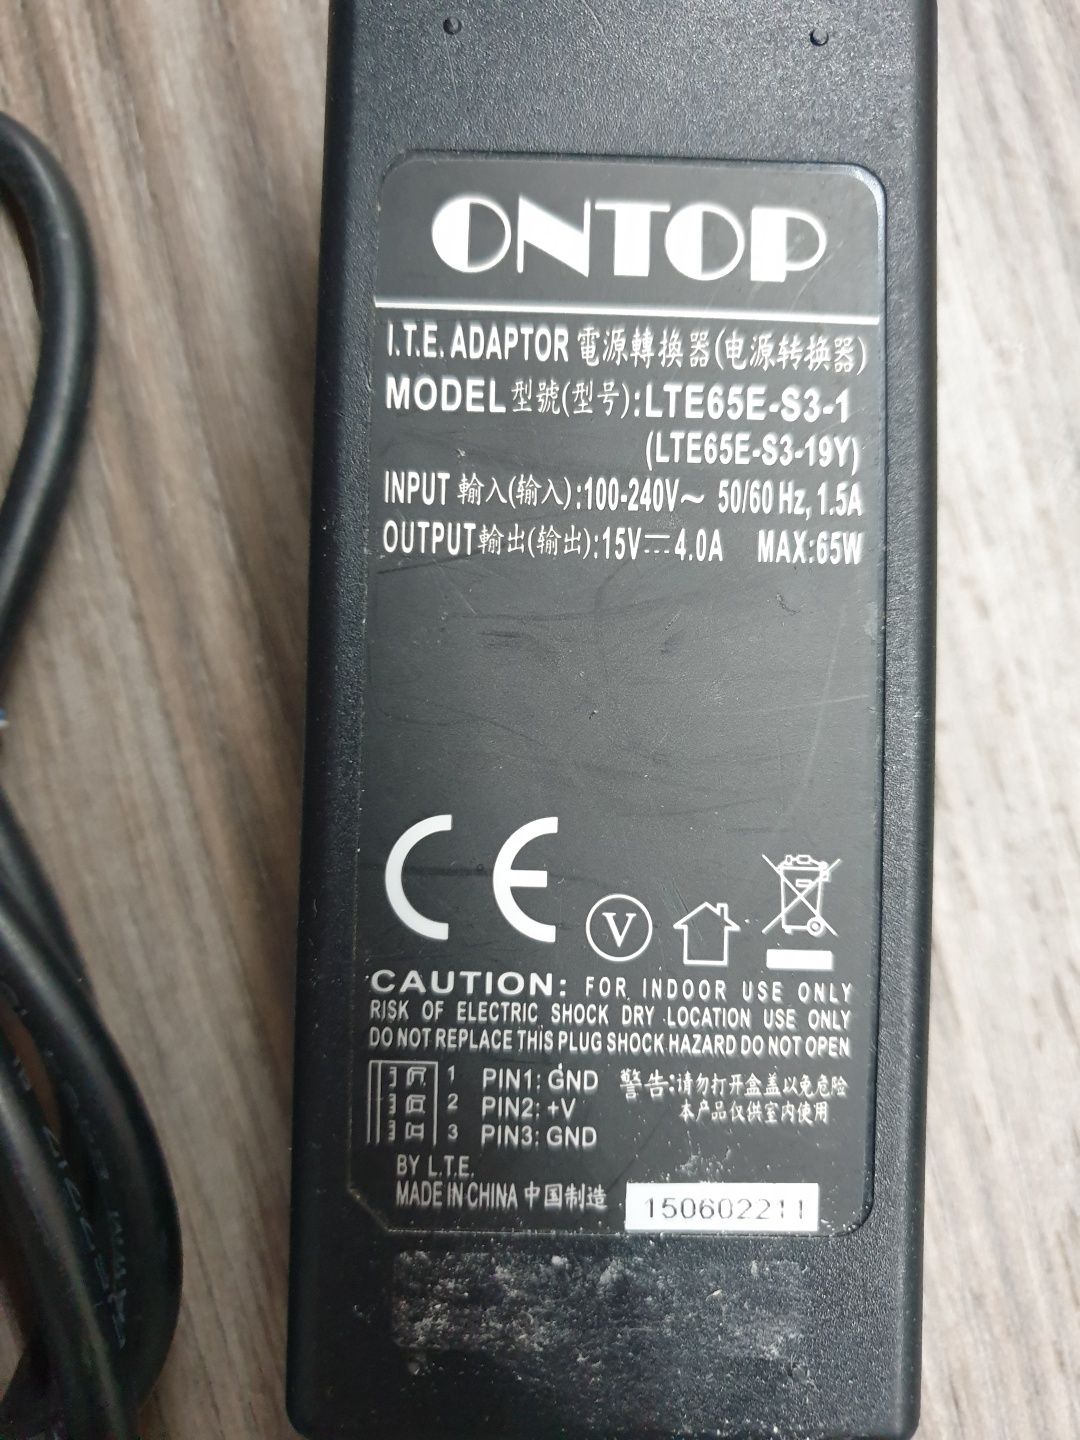 ONTOP
I.T.E. ADAPTOR 電源轉換器(电源转换器)
MODEL 型號(型号):LTE65E-S3-1
(LTE65E-S3-19Y)
INPUT 輸入(输入):100-240V～ 50/60 Hz, 1.5A
OUTPUT 輸出(输出):15V⎓4.0A MAX:65W
CE
V
CAUTION: FOR INDOOR USE ONLY
RISK OF ELECTRIC SHOCK DRY LOCATION USE ONLY
DO NOT REPLACE THIS PLUG SHOCK HAZARD DO NOT OPEN
1 PIN1: GND
2 PIN2: +V
3 PIN3: GND
警告:请勿打开盒盖以免危险
本产品仅供室内使用
BY L.T.E.
MADE IN CHINA 中国制造
150602211